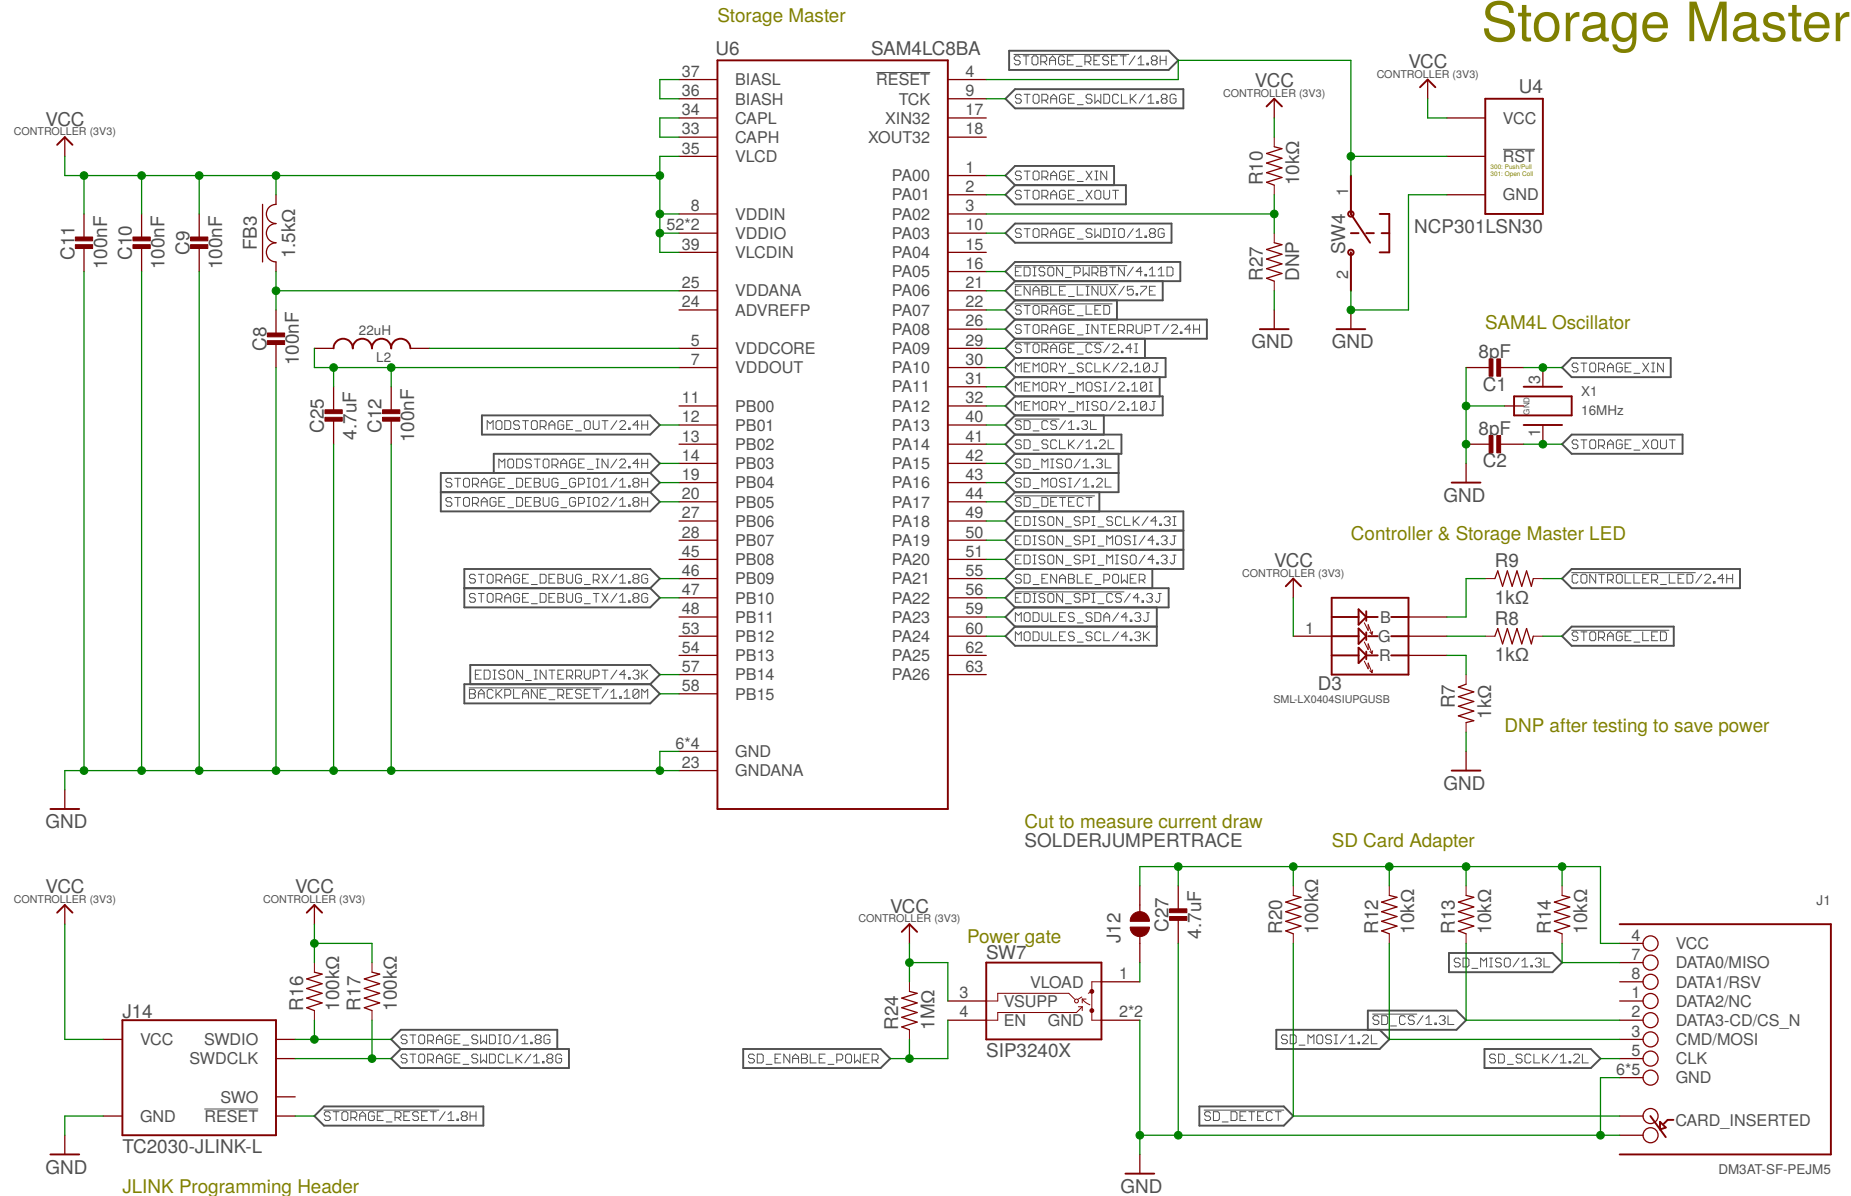 Storage Master
Storage Master
U6
SAM4LC8BA
37 BIASL
36 BIASH
34 CAPL
33 CAPH
35 VLCD
8 VDDIN
52*2 VDDIO
39 VLCDIN
25 VDDANA
24 ADVREFP
5 VDDCORE
7 VDDOUT
11 PB00
12 PB01
13 PB02
14 PB03
19 PB04
20 PB05
27 PB06
28 PB07
45 PB08
46 PB09
47 PB10
48 PB11
53 PB12
54 PB13
57 PB14
58 PB15
6*4 GND
23 GNDANA
MODSTORAGE_OUT/2.4H
MODSTORAGE_IN/2.4H
STORAGE_DEBUG_GPIO1/1.8H
STORAGE_DEBUG_GPIO2/1.8H
STORAGE_DEBUG_RX/1.8G
STORAGE_DEBUG_TX/1.8G
EDISON_INTERRUPT/4.3K
BACKPLANE_RESET/1.10M
RESET 4 STORAGE_RESET/1.8H
TCK 9 STORAGE_SWDCLK/1.8G
XIN32 17
XOUT32 18
PA00 1 STORAGE_XIN
PA01 2 STORAGE_XOUT
PA02 3
PA03 10 STORAGE_SWDIO/1.8G
PA04 15
PA05 16 EDISON_PWRBTN/4.11D
PA06 21 ENABLE_LINUX/5.7E
PA07 22 STORAGE_LED
PA08 26 STORAGE_INTERRUPT/2.4H
PA09 29 STORAGE_CS/2.4I
PA10 30 MEMORY_SCLK/2.10J
PA11 31 MEMORY_MOSI/2.10I
PA12 32 MEMORY_MISO/2.10J
PA13 40 SD_CS/1.3L
PA14 41 SD_SCLK/1.2L
PA15 42 SD_MISO/1.3L
PA16 43 SD_MOSI/1.2L
PA17 44 SD_DETECT
PA18 49 EDISON_SPI_SCLK/4.3I
PA19 50 EDISON_SPI_MOSI/4.3J
PA20 51 EDISON_SPI_MISO/4.3J
PA21 55 SD_ENABLE_POWER
PA22 56 EDISON_SPI_CS/4.3J
PA23 59 MODULES_SDA/4.3J
PA24 60 MODULES_SCL/4.3K
PA25 62
PA26 63
VCC
CONTROLLER (3V3)
C11
100nF
C10
100nF
C9
100nF
FB3
1.5kΩ
C8
100nF
22uH
L2
C25
4.7uF
C12
100nF
GND
VCC
CONTROLLER (3V3)
R10
10kΩ
R27
DNP
GND
SW4
1
2
GND
VCC
CONTROLLER (3V3)
U4
VCC
RST
300: Push/Pull
301: Open Coll
GND
NCP301LSN30
SAM4L Oscillator
8pF
C1
STORAGE_XIN
3
X1
GND
16MHz
1
8pF
C2
STORAGE_XOUT
GND
Controller & Storage Master LED
VCC
CONTROLLER (3V3)
1
B
G
R
D3
SML-LX0404SIUPGUSB
R9
1kΩ
CONTROLLER_LED/2.4H
R8
1kΩ
STORAGE_LED
R7
1kΩ
DNP after testing to save power
GND
VCC
CONTROLLER (3V3)
VCC
CONTROLLER (3V3)
R16
100kΩ
R17
100kΩ
J14
VCC
SWDIO
SWDCLK
SWO
GND
RESET
STORAGE_SWDIO/1.8G
STORAGE_SWDCLK/1.8G
STORAGE_RESET/1.8H
TC2030-JLINK-L
GND
JLINK Programming Header
Cut to measure current draw
SOLDERJUMPERTRACE
SD Card Adapter
VCC
CONTROLLER (3V3)
Power gate
SW7
R24
1MΩ
3
4
VLOAD
VSUPP
EN
GND
1
2*2
SIP3240X
SD_ENABLE_POWER
J12
C27
4.7uF
R20
100kΩ
R12
10kΩ
R13
10kΩ
R14
10kΩ
J1
SD_MISO/1.3L
SD_CS/1.3L
SD_MOSI/1.2L
SD_SCLK/1.2L
SD_DETECT
4 VCC
7 DATA0/MISO
8 DATA1/RSV
1 DATA2/NC
2 DATA3-CD/CS_N
3 CMD/MOSI
5 CLK
6*5 GND
CARD_INSERTED
DM3AT-SF-PEJM5
GND